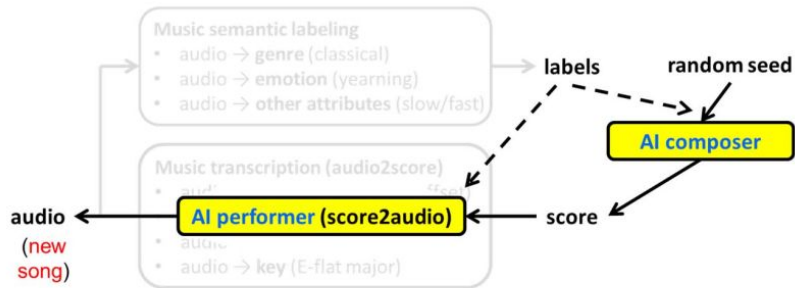 Music semantic labeling
• audio → genre (classical)
• audio → emotion (yearning)
• audio → other attributes (slow/fast)
labels
random seed
AI composer
Music transcription (audio2score)
AI performer (score2audio)
score
audio
(new
song)
• audio → key (E-flat major)